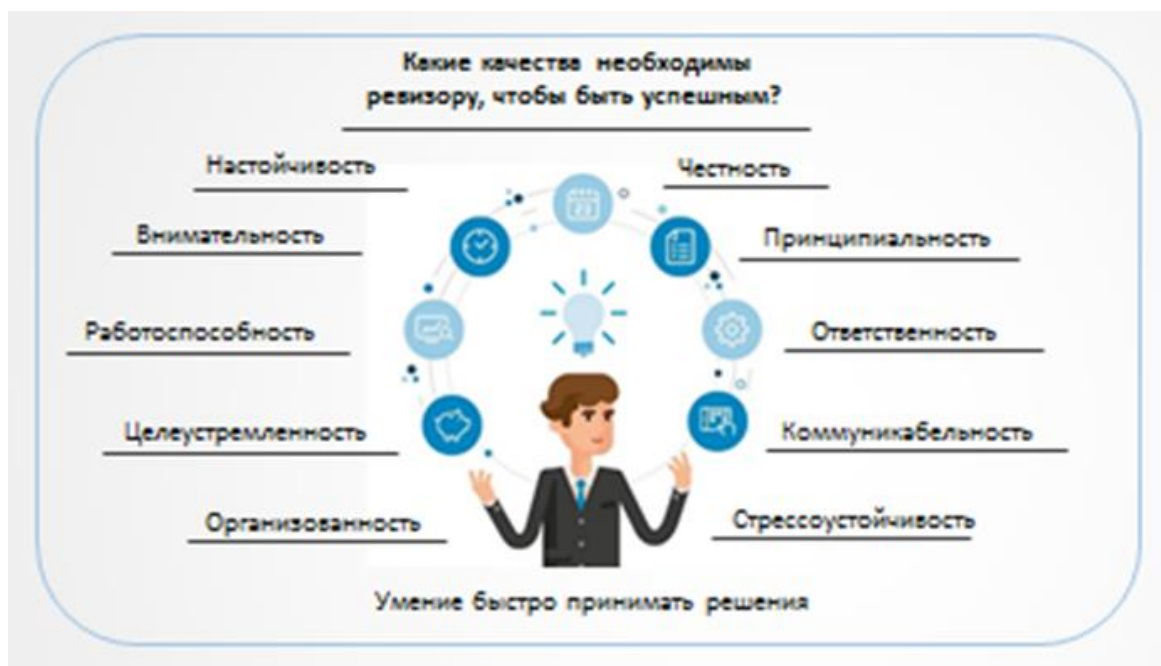 Какие качества необходимы
ревизору, чтобы быть успешным?
Настойчивость
Честность
Внимательность
Принципиальность
Работоспособность
Ответственность
Целеустремленность
Коммуникабельность
Организованность
Стрессоустойчивость
Умение быстро принимать решения